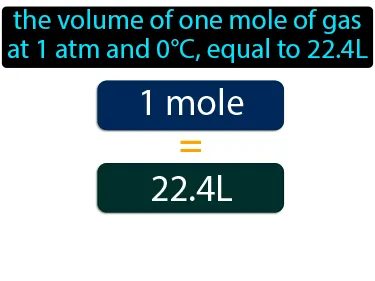 the volume of one mole of gas
at 1 atm and 0°C, equal to 22.4L
1 mole
=
22.4L